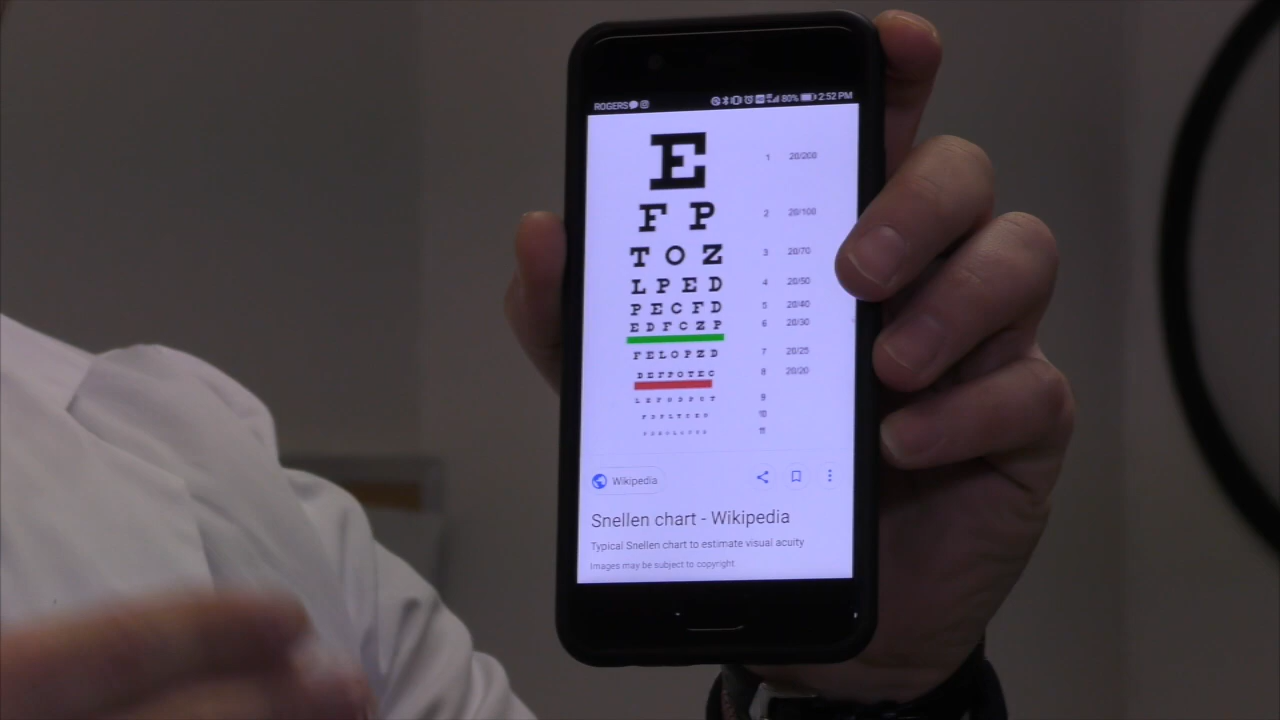 ROGERS 80% 2:52 PM
E 1 20/200
F P 2 20/100
T O Z 3 20/70
L P E D 4 20/50
P E C F D 5 20/40
E D F C Z P 6 20/30
F E L O P Z D 7 20/25
D E F P O T E C 8 20/20
9
10
11
Wikipedia
Snellen chart - Wikipedia
Typical Snellen chart to estimate visual acuity
Images may be subject to copyright